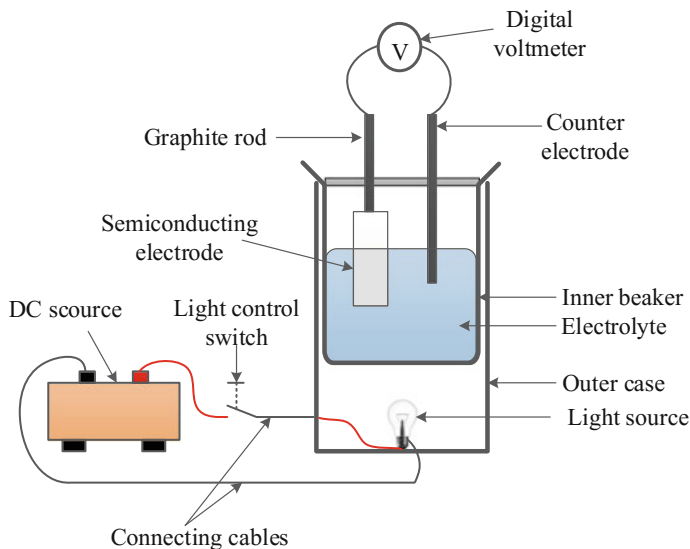 Digital
voltmeter
V
Graphite rod
Counter
electrode
Semiconducting
electrode
DC scource
Light control
switch
Inner beaker
Electrolyte
Outer case
Light source
Connecting cables